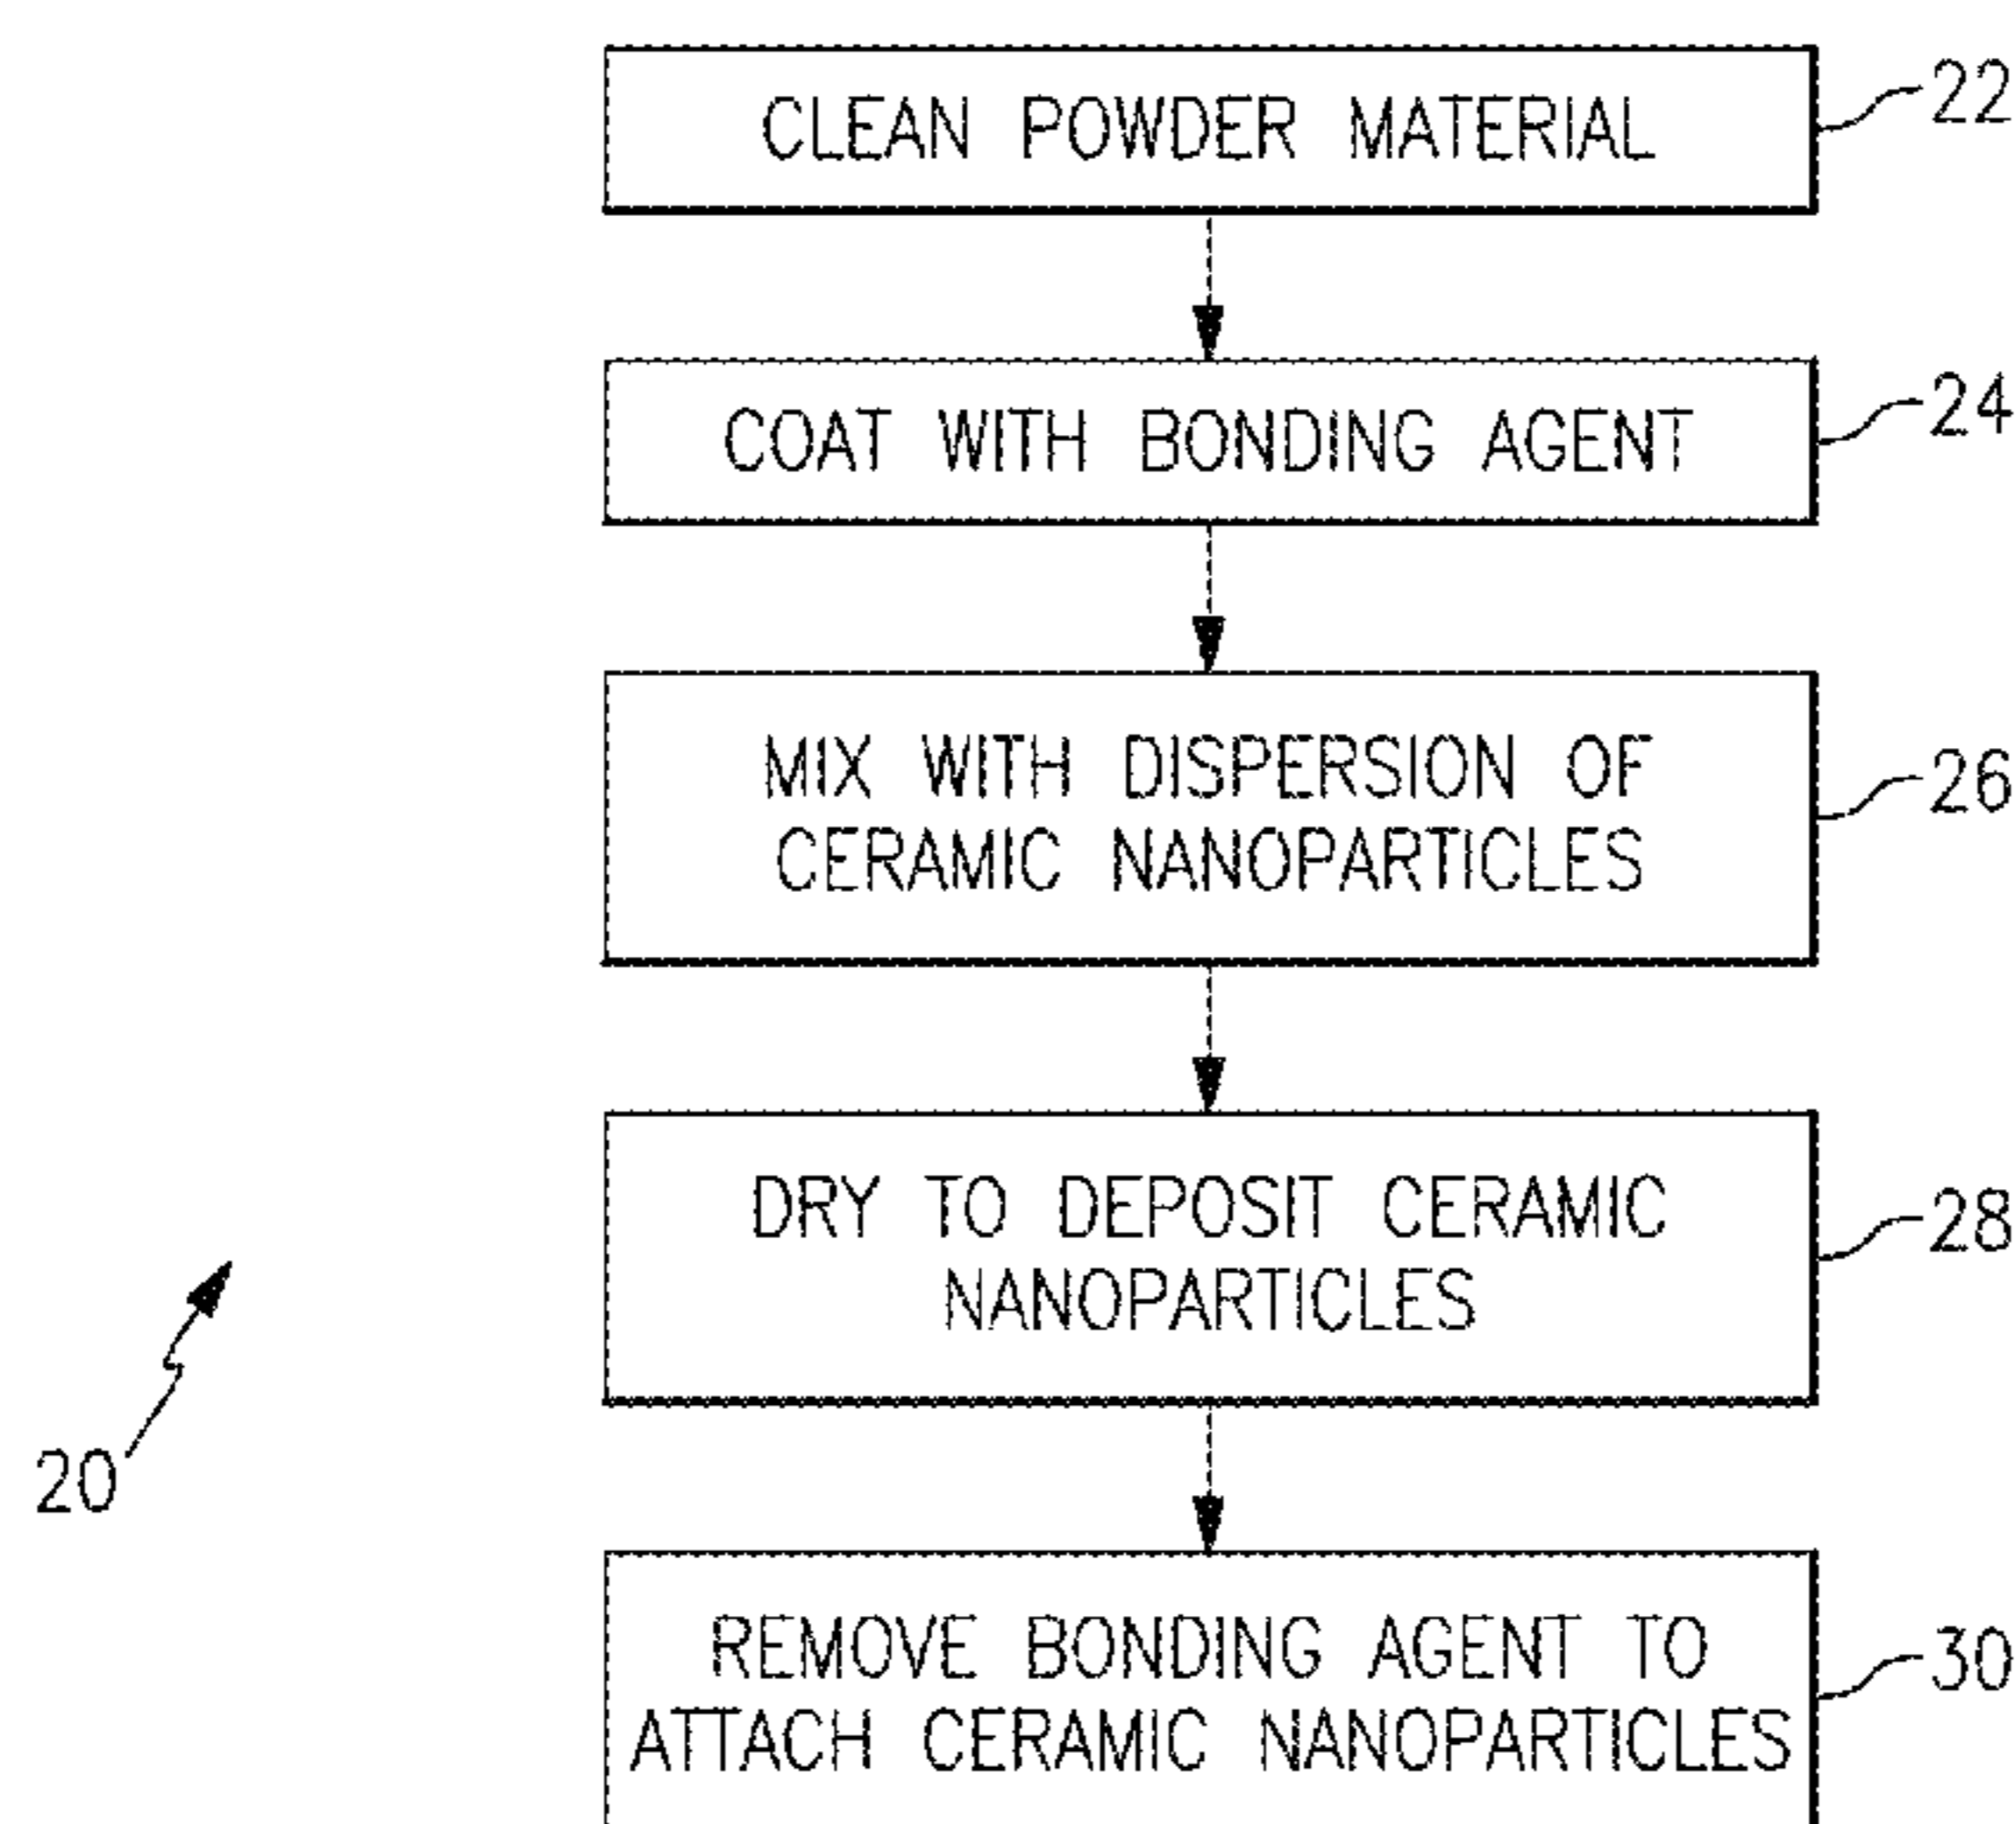 CLEAN POWDER MATERIAL
22
COAT WITH BONDING AGENT
24
MIX WITH DISPERSION OF
CERAMIC NANOPARTICLES
26
DRY TO DEPOSIT CERAMIC
NANOPARTICLES
28
20
REMOVE BONDING AGENT TO
ATTACH CERAMIC NANOPARTICLES
30